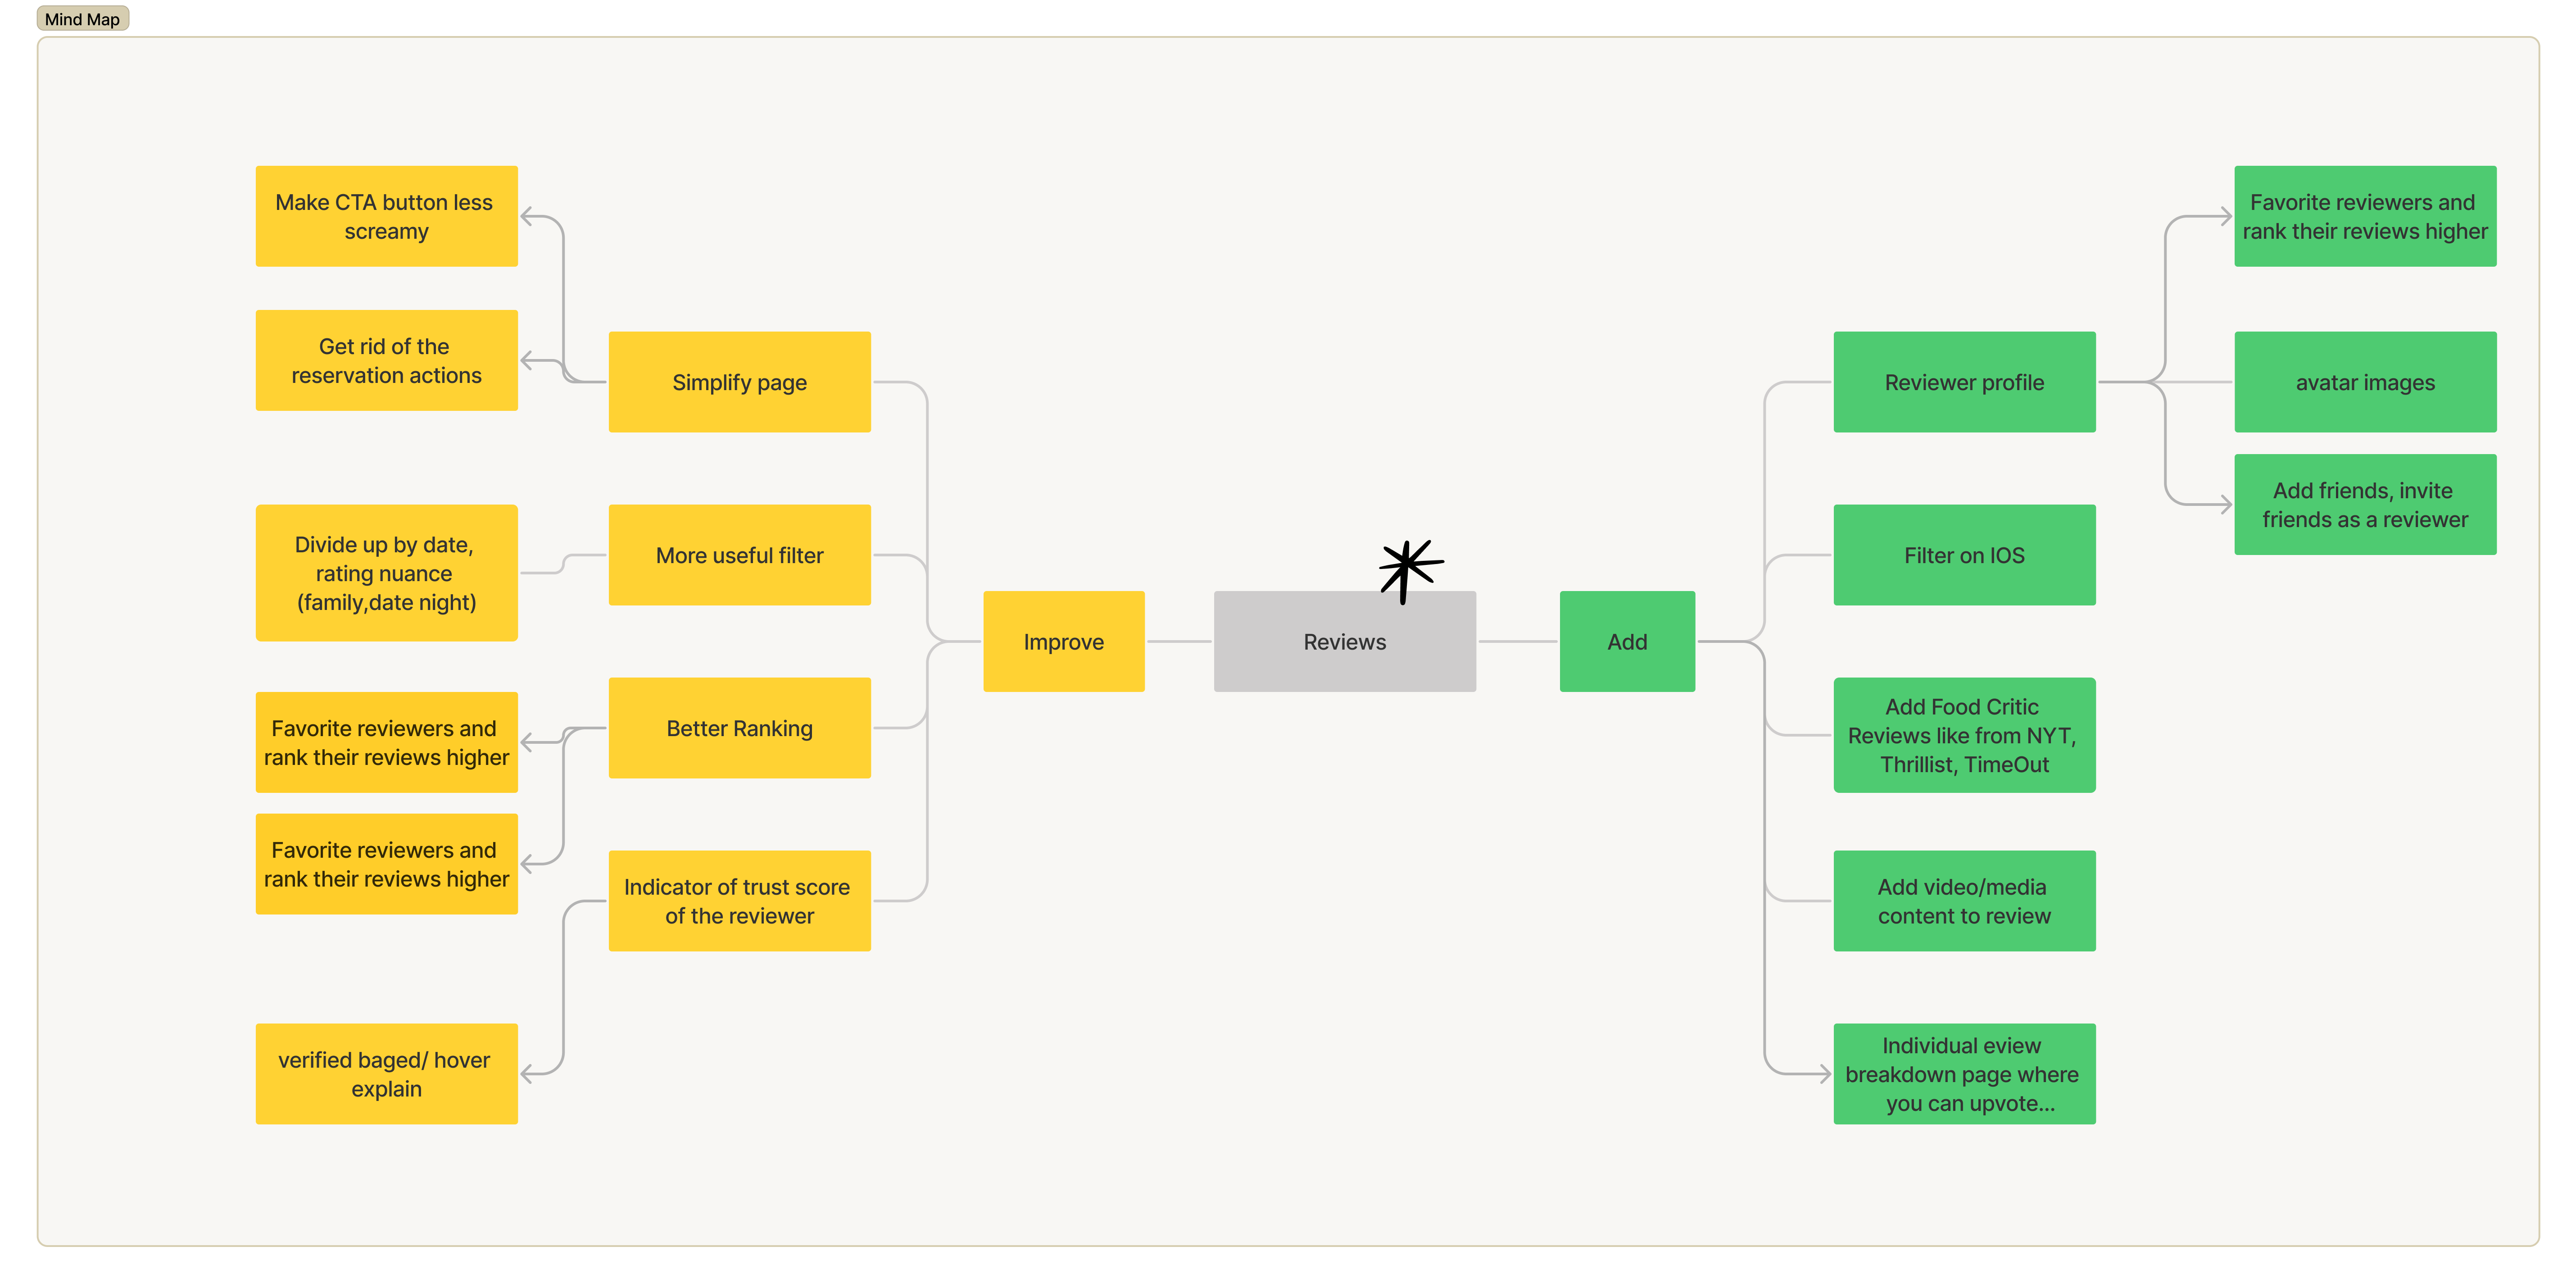 Mind Map
Make CTA button less
screamy
Get rid of the
reservation actions
Divide up by date,
rating nuance
(family,date night)
Favorite reviewers and
rank their reviews higher
Favorite reviewers and
rank their reviews higher
verified baged/ hover
explain
Simplify page
More useful filter
Better Ranking
Indicator of trust score
of the reviewer
Improve
Reviews
Add
Reviewer profile
Filter on IOS
Add Food Critic
Reviews like from NYT,
Thrillist, TimeOut
Add video/media
content to review
Individual eview
breakdown page where
you can upvote...
Favorite reviewers and
rank their reviews higher
avatar images
Add friends, invite
friends as a reviewer